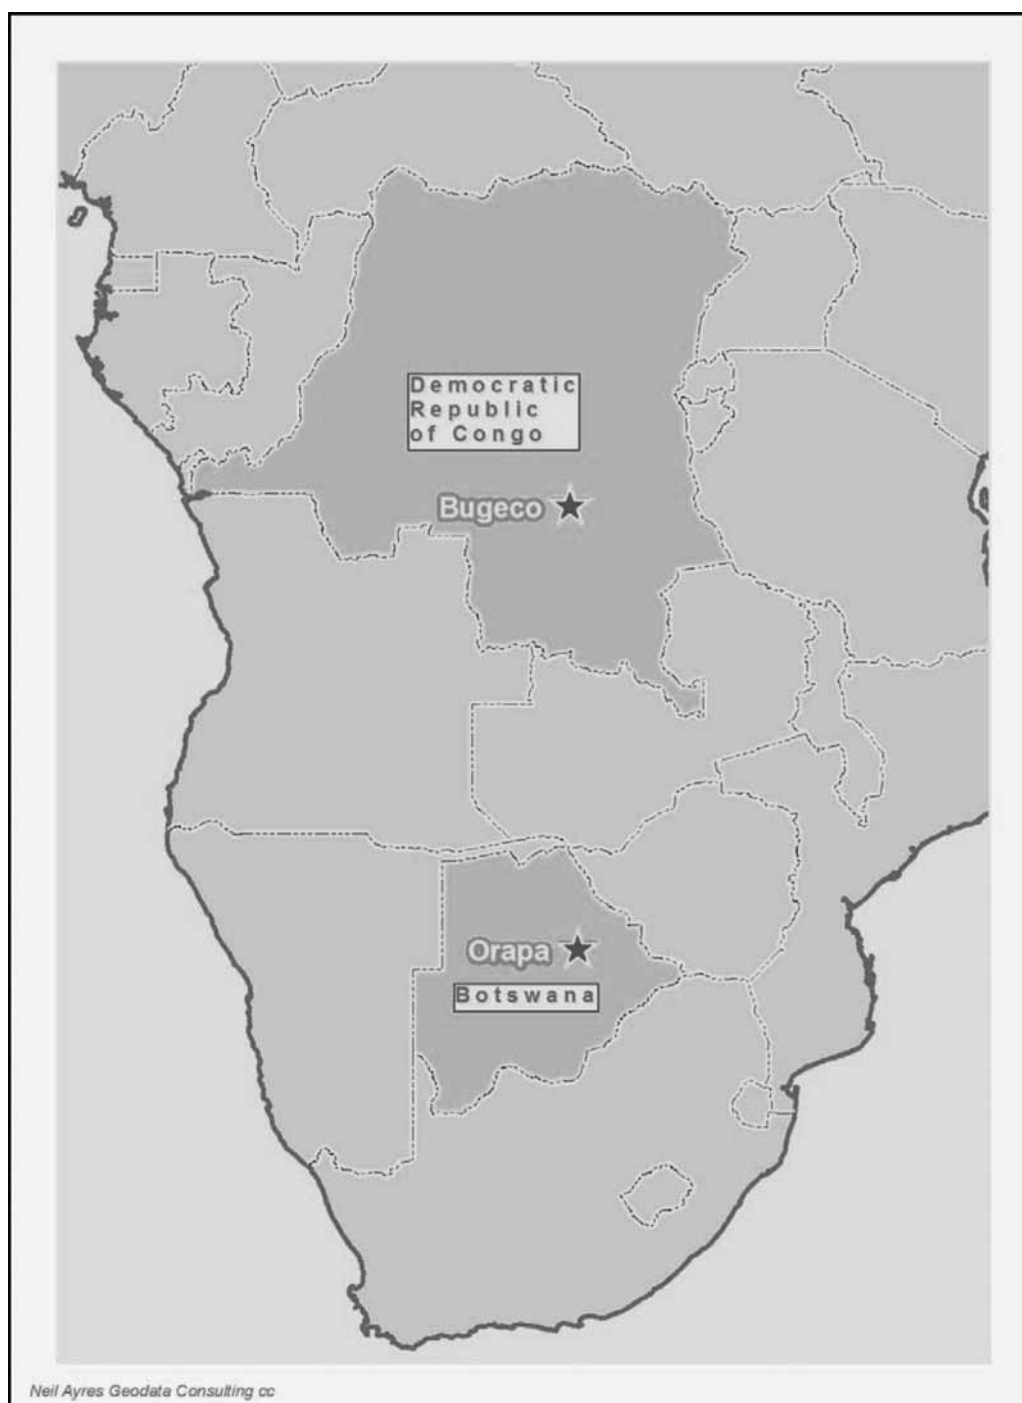 Democratic
Republic
of Congo
Bugeco
Orapa
Botswana
Neil Ayres Geodata Consulting cc